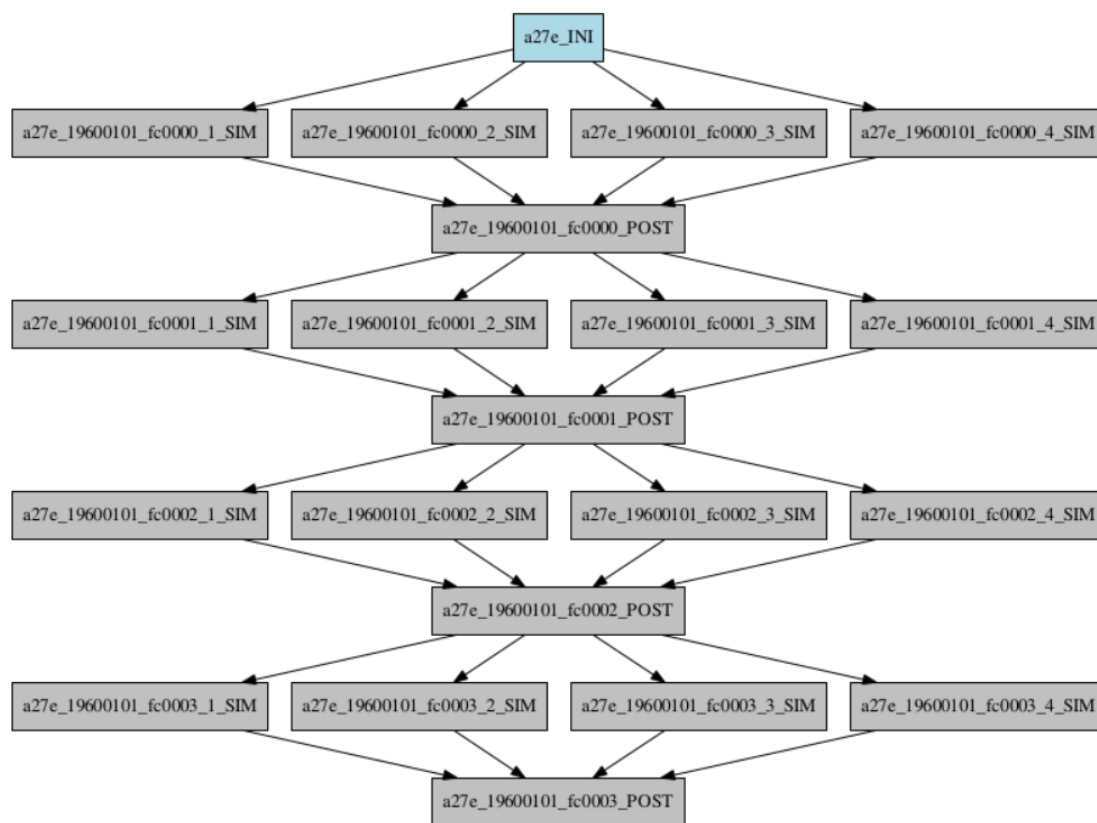 a27e_INI
a27e_19600101_fc0000_1_SIM
a27e_19600101_fc0000_2_SIM
a27e_19600101_fc0000_3_SIM
a27e_19600101_fc0000_4_SIM
a27e_19600101_fc0000_POST
a27e_19600101_fc0001_1_SIM
a27e_19600101_fc0001_2_SIM
a27e_19600101_fc0001_3_SIM
a27e_19600101_fc0001_4_SIM
a27e_19600101_fc0001_POST
a27e_19600101_fc0002_1_SIM
a27e_19600101_fc0002_2_SIM
a27e_19600101_fc0002_3_SIM
a27e_19600101_fc0002_4_SIM
a27e_19600101_fc0002_POST
a27e_19600101_fc0003_1_SIM
a27e_19600101_fc0003_2_SIM
a27e_19600101_fc0003_3_SIM
a27e_19600101_fc0003_4_SIM
a27e_19600101_fc0003_POST